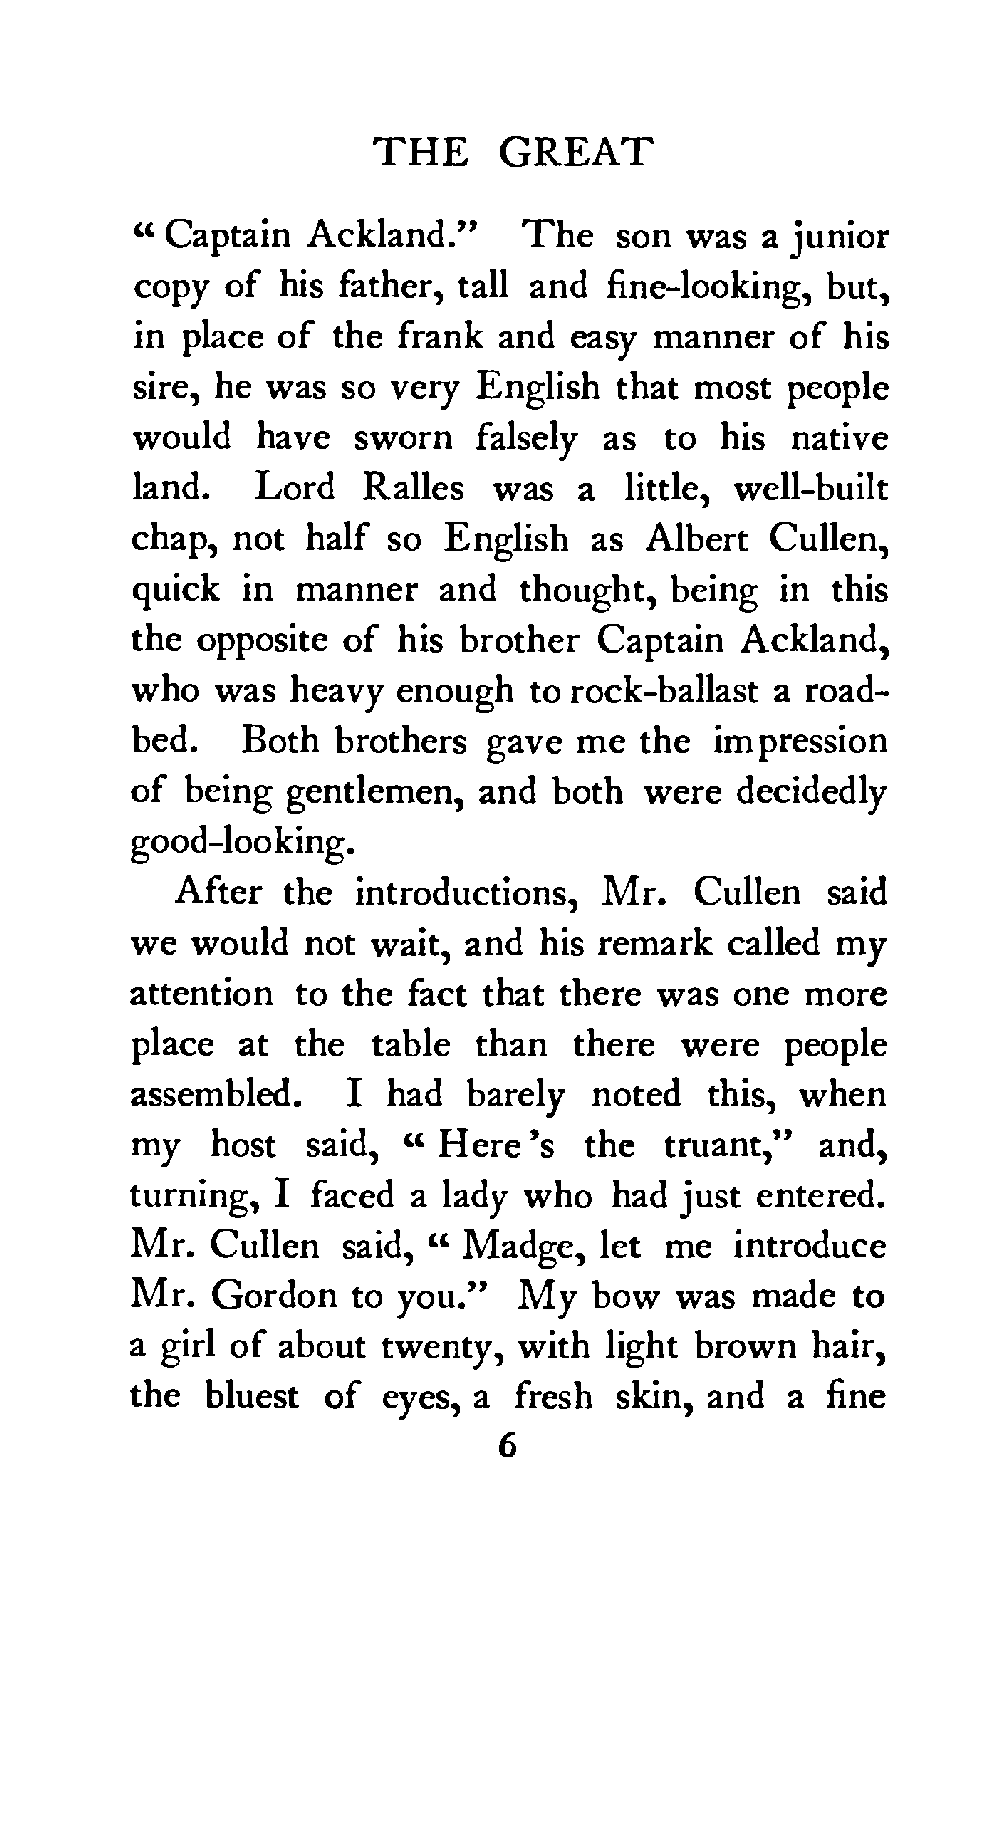 THE GREAT
“ Captain Ackland.” The son was a junior
copy of his father, tall and fine-looking, but,
in place of the frank and easy manner of his
sire, he was so very English that most people
would have sworn falsely as to his native
land. Lord Ralles was a little, well-built
chap, not half so English as Albert Cullen,
quick in manner and thought, being in this
the opposite of his brother Captain Ackland,
who was heavy enough to rock-ballast a road-
bed. Both brothers gave me the impression
of being gentlemen, and both were decidedly
good-looking.
After the introductions, Mr. Cullen said
we would not wait, and his remark called my
attention to the fact that there was one more
place at the table than there were people
assembled. I had barely noted this, when
my host said, “ Here ’s the truant,” and,
turning, I faced a lady who had just entered.
Mr. Cullen said, “ Madge, let me introduce
Mr. Gordon to you.” My bow was made to
a girl of about twenty, with light brown hair,
the bluest of eyes, a fresh skin, and a fine
6